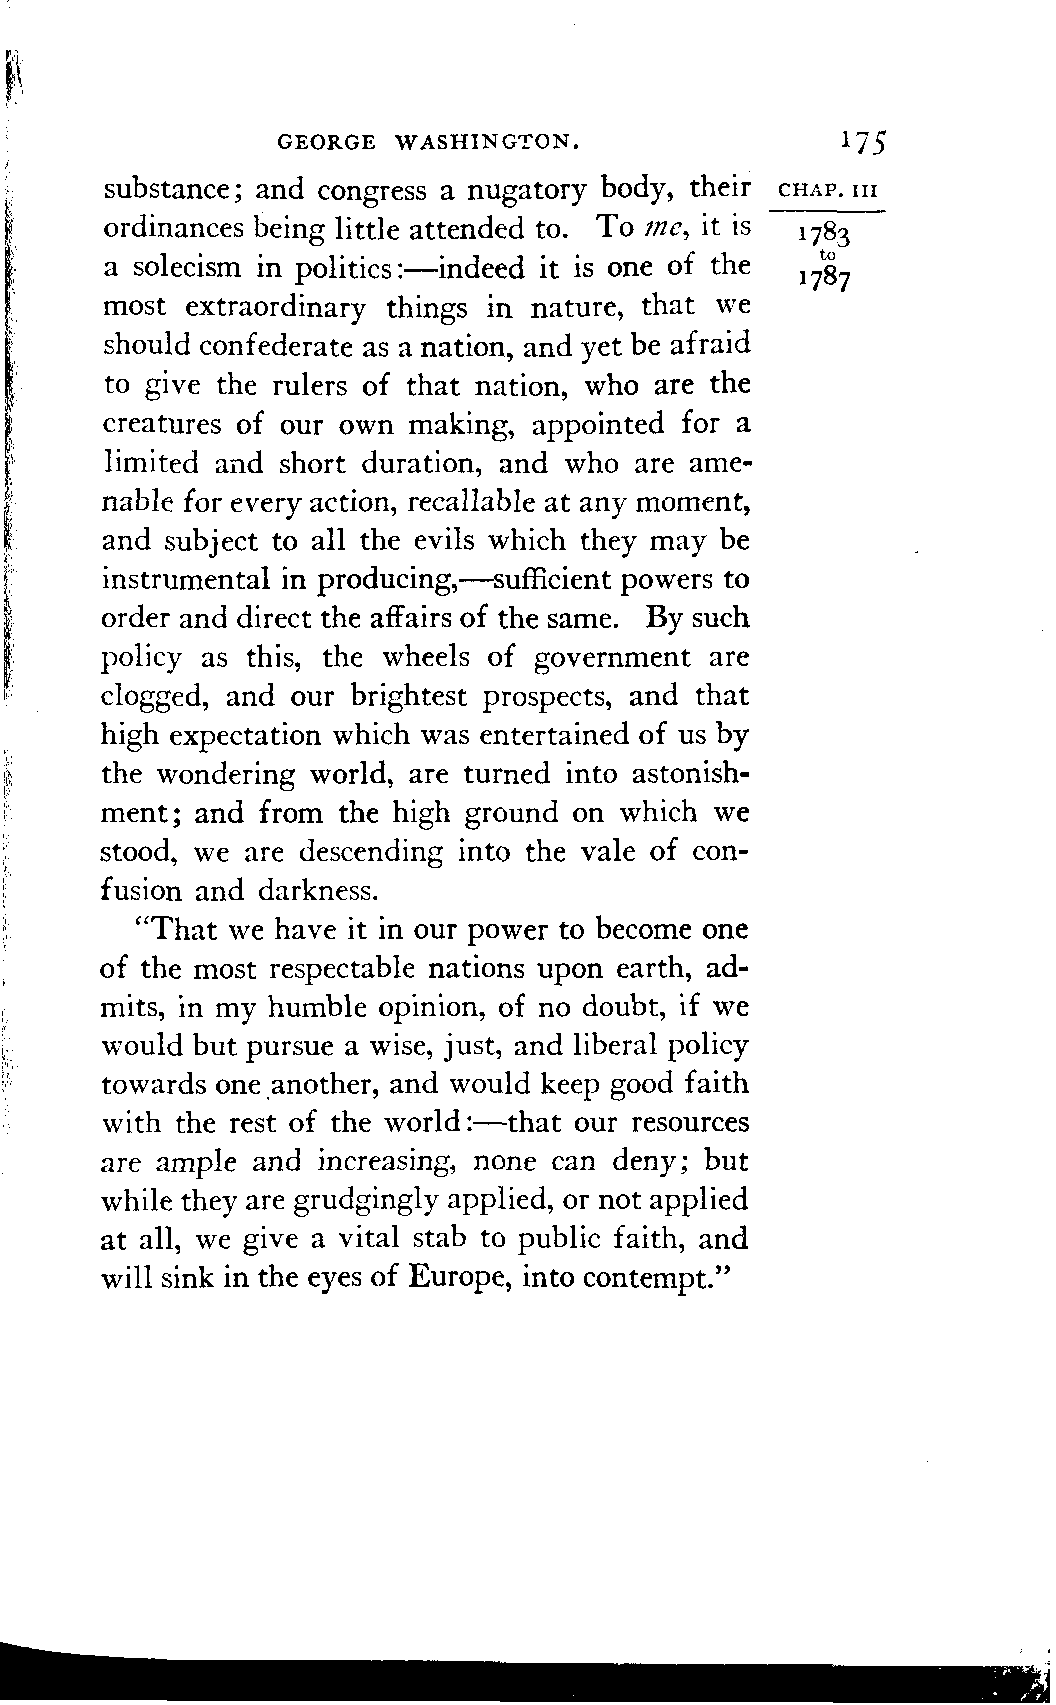 GEORGE WASHINGTON. 175
substance; and congress a nugatory body, their
ordinances being little attended to. To me, it is
a solecism in politics:—indeed it is one of the
most extraordinary things in nature, that we
should confederate as a nation, and yet be afraid
to give the rulers of that nation, who are the
creatures of our own making, appointed for a
limited and short duration, and who are ame-
nable for every action, recallable at any moment,
and subject to all the evils which they may be
instrumental in producing,—sufficient powers to
order and direct the affairs of the same. By such
policy as this, the wheels of government are
clogged, and our brightest prospects, and that
high expectation which was entertained of us by
the wondering world, are turned into astonish-
ment; and from the high ground on which we
stood, we are descending into the vale of con-
fusion and darkness.
"That we have it in our power to become one
of the most respectable nations upon earth, ad-
mits, in my humble opinion, of no doubt, if we
would but pursue a wise, just, and liberal policy
towards one another, and would keep good faith
with the rest of the world:—that our resources
are ample and increasing, none can deny; but
while they are grudgingly applied, or not applied
at all, we give a vital stab to public faith, and
will sink in the eyes of Europe, into contempt."
CHAP. III
1783
to
1787